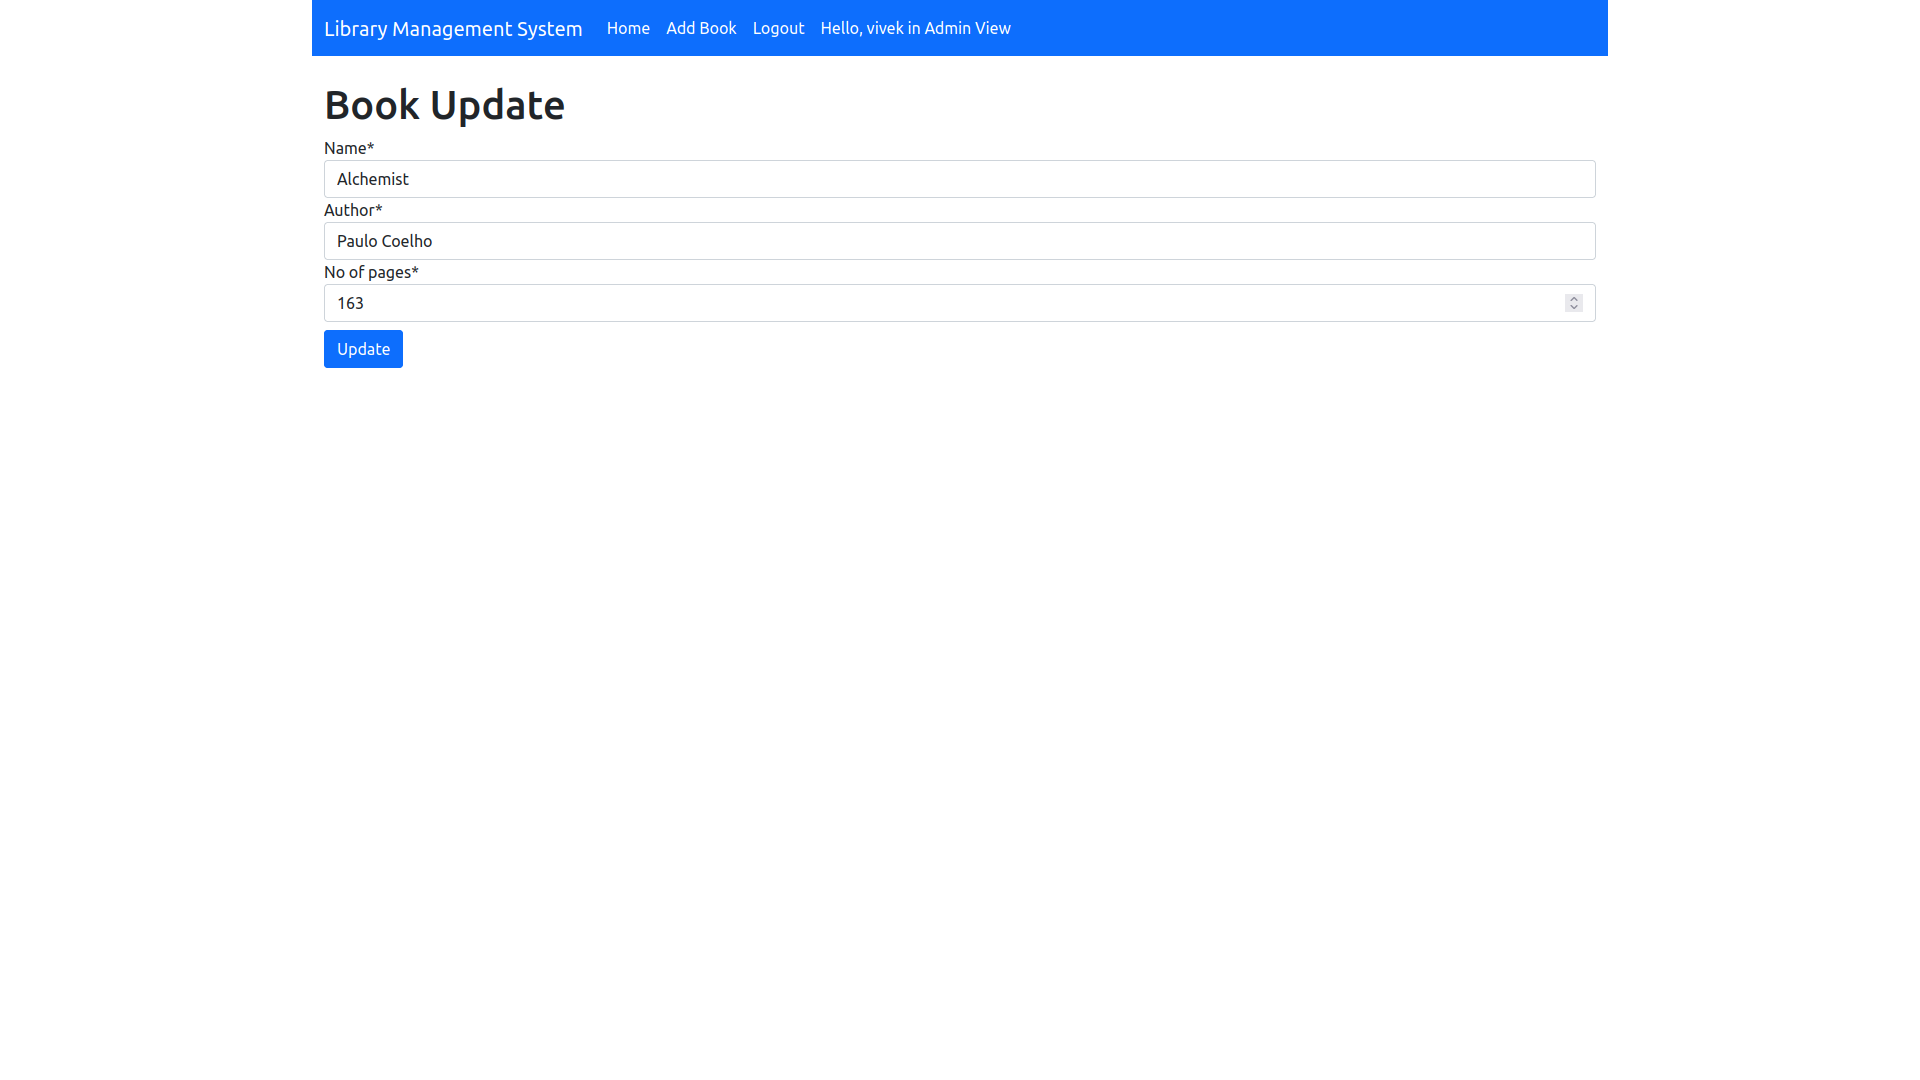 Library Management System Home Add Book Logout Hello, vivek in Admin View
Book Update
Name*
Alchemist
Author*
Paulo Coelho
No of pages*
163
Update